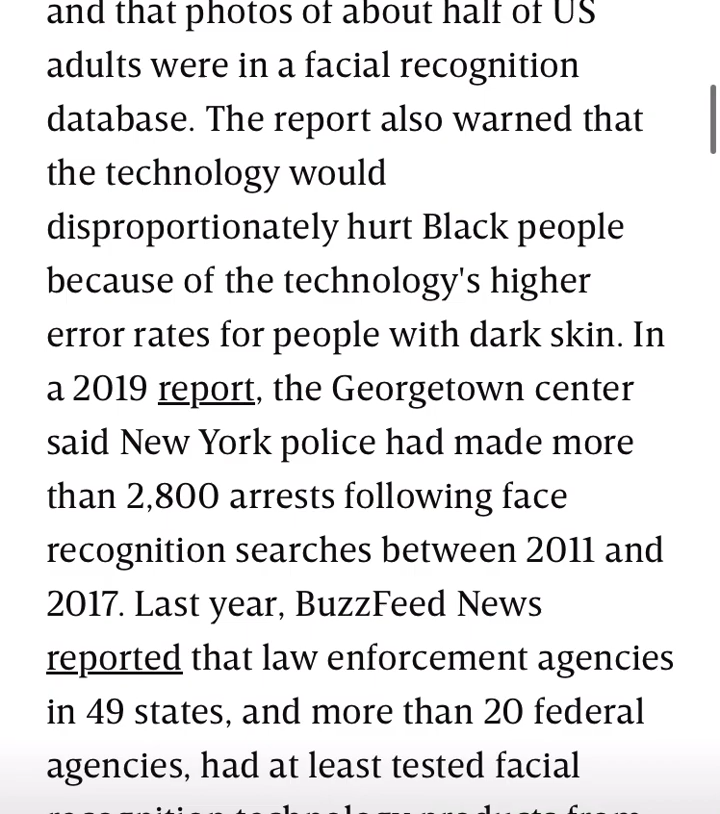 and that photos of about half of US
adults were in a facial recognition
database. The report also warned that
the technology would
disproportionately hurt Black people
because of the technology's higher
error rates for people with dark skin. In
a 2019 report, the Georgetown center
said New York police had made more
than 2,800 arrests following face
recognition searches between 2011 and
2017. Last year, BuzzFeed News
reported that law enforcement agencies
in 49 states, and more than 20 federal
agencies, had at least tested facial
recognition technology products from